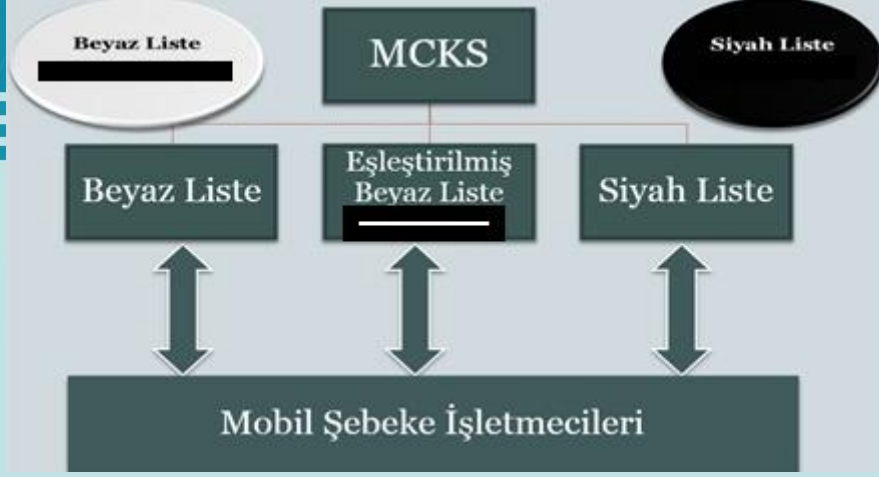 Beyaz Liste
MCKS
Siyah Liste
Beyaz Liste
Eşleştirilmiş
Beyaz Liste
Siyah Liste
Mobil Şebeke İşletmecileri